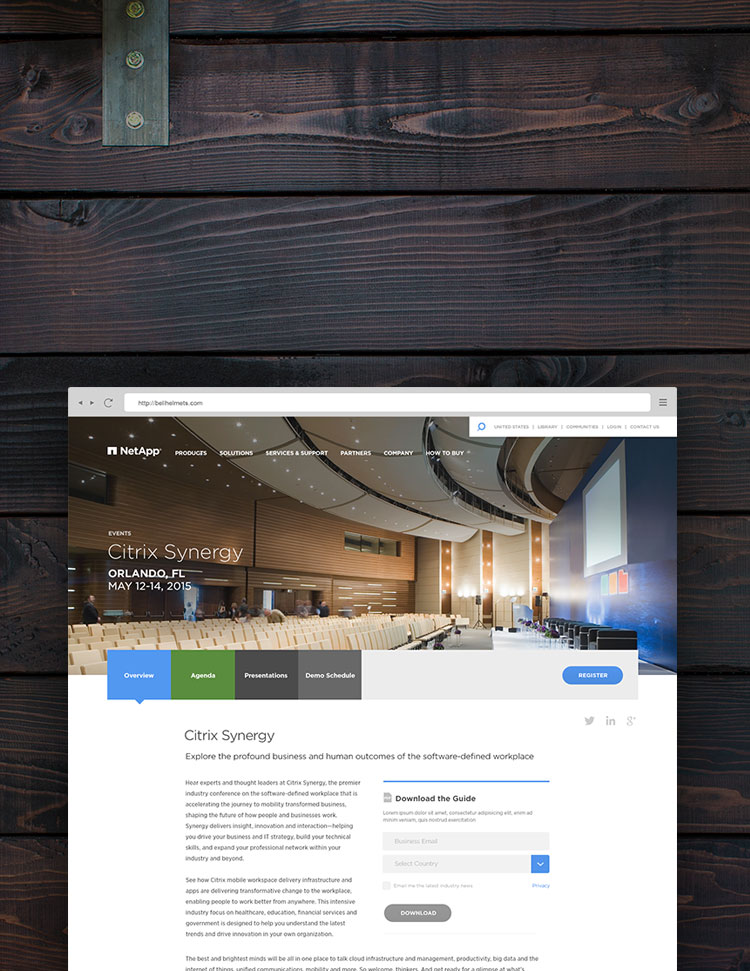 http://bellhelmets.com
UNITED STATES | LIBRARY | COMMUNITIES | LOGIN | CONTACT US
NetApp
PRODUCTS SOLUTIONS SERVICES & SUPPORT PARTNERS COMPANY HOW TO BUY
EVENTS
Citrix Synergy
ORLANDO, FL
MAY 12-14, 2015
Overview Agenda Presentations Demo Schedule REGISTER
Citrix Synergy
Explore the profound business and human outcomes of the software-defined workplace
Hear experts and thought leaders at Citrix Synergy, the premier
industry conference on the software-defined workplace that is
accelerating the journey to mobility transformed business,
shaping the future of how people and businesses work.
Synergy delivers insight, innovation and interaction—helping
you drive your business and IT strategy, build your technical
skills, and expand your professional network within your
industry and beyond.
See how Citrix mobile workspace delivery infrastructure and
apps are delivering transformative change to the workplace,
enabling people to work better from anywhere. This intensive
industry focus on healthcare, education, financial services and
government is designed to help you understand the latest
trends and drive innovation in your own organization.
Download the Guide
Lorem ipsum dolor sit amet, consectetur adipisicing elit, enim ad
minim veniam, quis nostrud exercitation
Business Email
Select Country
Email me the latest industry news Privacy
DOWNLOAD
The best and brightest minds will be all in one place to talk cloud infrastructure and management, productivity, big data and the
internet of things, unified communications, mobility and more. So welcome, thinkers. And get ready for a glimpse at what's